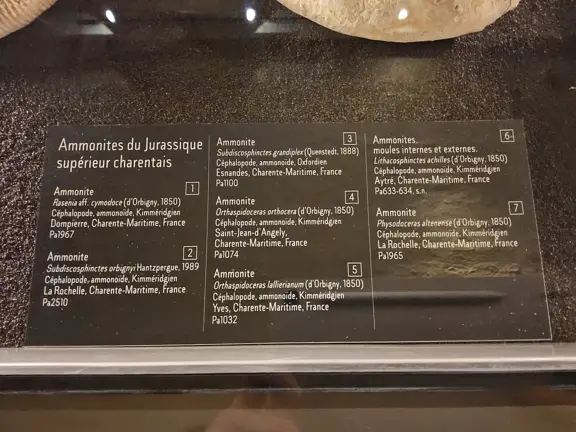 Ammonites du Jurassique
supérieur charentais
Ammonite 1
Rasenia aff. cymodoce (d'Orbigny, 1850)
Céphalopode, ammonoïde, Kimméridgien
Dompierre, Charente-Maritime, France
Pa1967
Ammonite 2
Subdiscosphinctes orbignyi Hantzpergue, 1989
Céphalopode, ammonoïde, Kimméridgien
La Rochelle, Charente-Maritime, France
Pa2510
Ammonite 3
Subdiscosphinctes grandiplex (Quenstedt, 1888)
Céphalopode, ammonoïde, Oxfordien
Esnandes, Charente-Maritime, France
Pa1100
Ammonite 4
Orthaspidoceras orthocera (d'Orbigny, 1850)
Céphalopode, ammonoïde, Kimméridgien
Saint-Jean-d'Angely,
Charente-Maritime, France
Pa1074
Ammonite 5
Orthaspidoceras lallierianum (d'Orbigny, 1850)
Céphalopode, ammonoïde, Kimméridgien
Yves, Charente-Maritime, France
Pa1032
Ammonites, 6
moules internes et externes.
Lithacosphinctes achilles (d'Orbigny, 1850)
Céphalopode, ammonoïde, Kimméridgien
Aytré, Charente-Maritime, France
Pa633-634, s.n.
Ammonite 7
Physodoceras altenense (d'Orbigny, 1850)
Céphalopode, ammonoïde, Kimméridgien
La Rochelle, Charente-Maritime, France
Pa1965